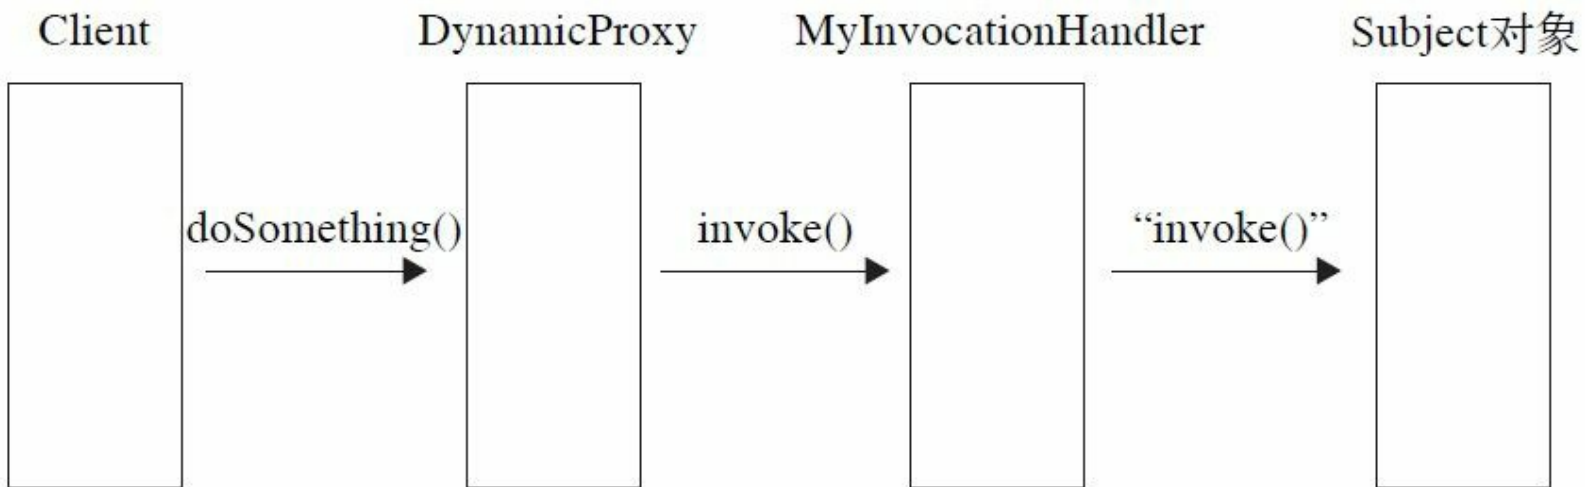 Client DynamicProxy MyInvocationHandler Subject对象
doSomething() invoke() “invoke()”